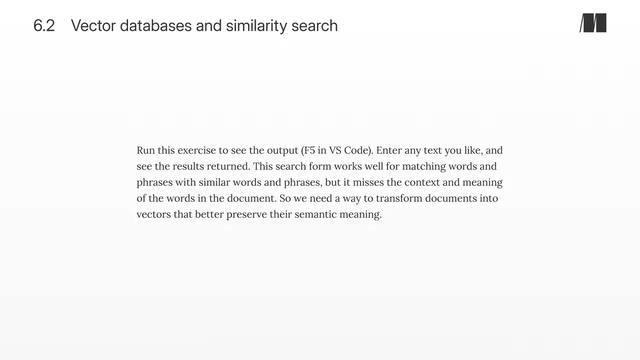 6.2 Vector databases and similarity search
Run this exercise to see the output (F5 in VS Code). Enter any text you like, and
see the results returned. This search form works well for matching words and
phrases with similar words and phrases, but it misses the context and meaning
of the words in the document. So we need a way to transform documents into
vectors that better preserve their semantic meaning.